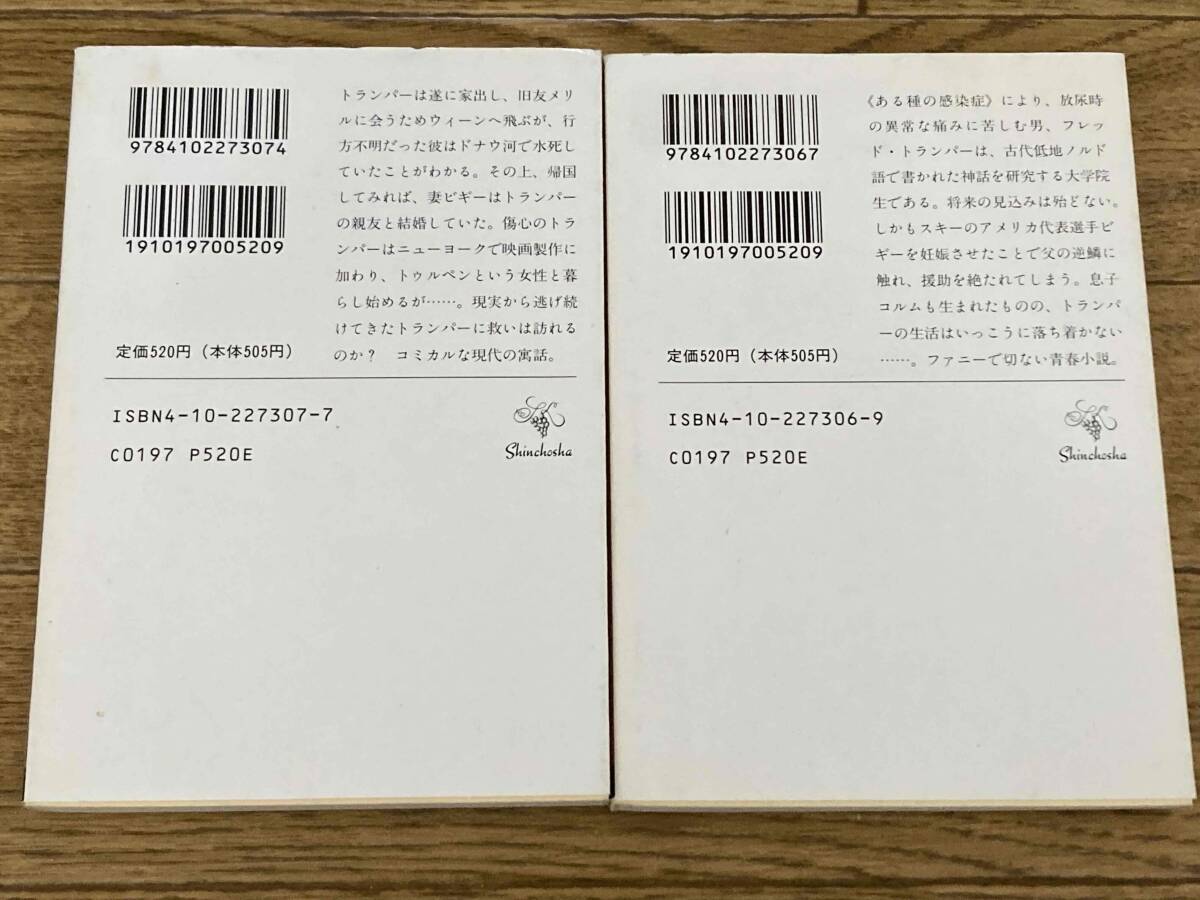 9784102273074
1910197005209
定価520円（本体505円）
トランパーは遂に家出し、旧友メリ
ルに会うためウィーンへ飛ぶが、行
方不明だった彼はドナウ河で水死し
ていたことがわかる。その上、帰国
してみれば、妻ビギーはトランパー
の親友と結婚していた。傷心のトラ
ンパーはニューヨークで映画製作に
加わり、トゥルペンという女性と暮
らし始めるが……。現実から逃げ続
けてきたトランパーに救いは訪れる
のか？　コミカルな現代の寓話。
ISBN4-10-227307-7
C0197 P520E
Shinchosha
9784102273067
1910197005209
定価520円（本体505円）
《ある種の感染症》により、放尿時
の異常な痛みに苦しむ男、フレッ
ド・トランパーは、古代低地ノルド
語で書かれた神話を研究する大学院
生である。将来の見込みは殆どない。
しかもスキーのアメリカ代表選手ビ
ギーを妊娠させたことで父の逆鱗に
触れ、援助を絶たれてしまう。息子
コルムも生まれたものの、トランパ
ーの生活はいっこうに落ち着かない
……。ファニーで切ない青春小説。
ISBN4-10-227306-9
C0197 P520E
Shinchosha